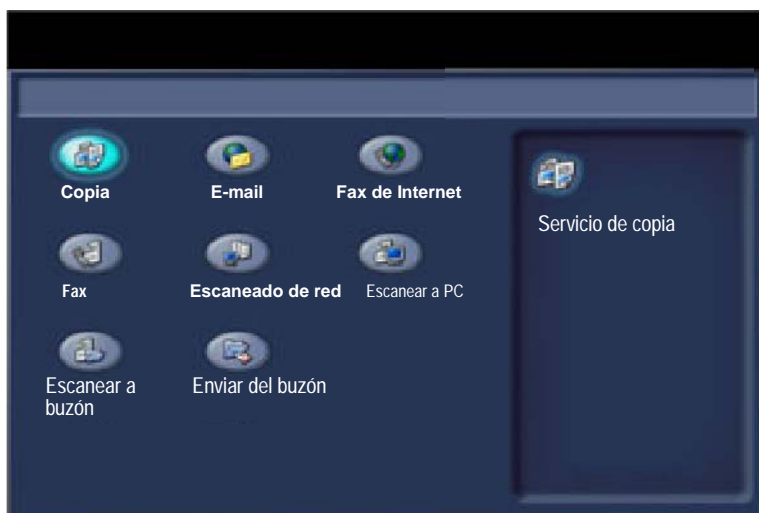 Copia
E-mail
Fax de Internet
Servicio de copia
Fax
Escaneado de red
Escanear a PC
Escanear a
buzón
Enviar del buzón